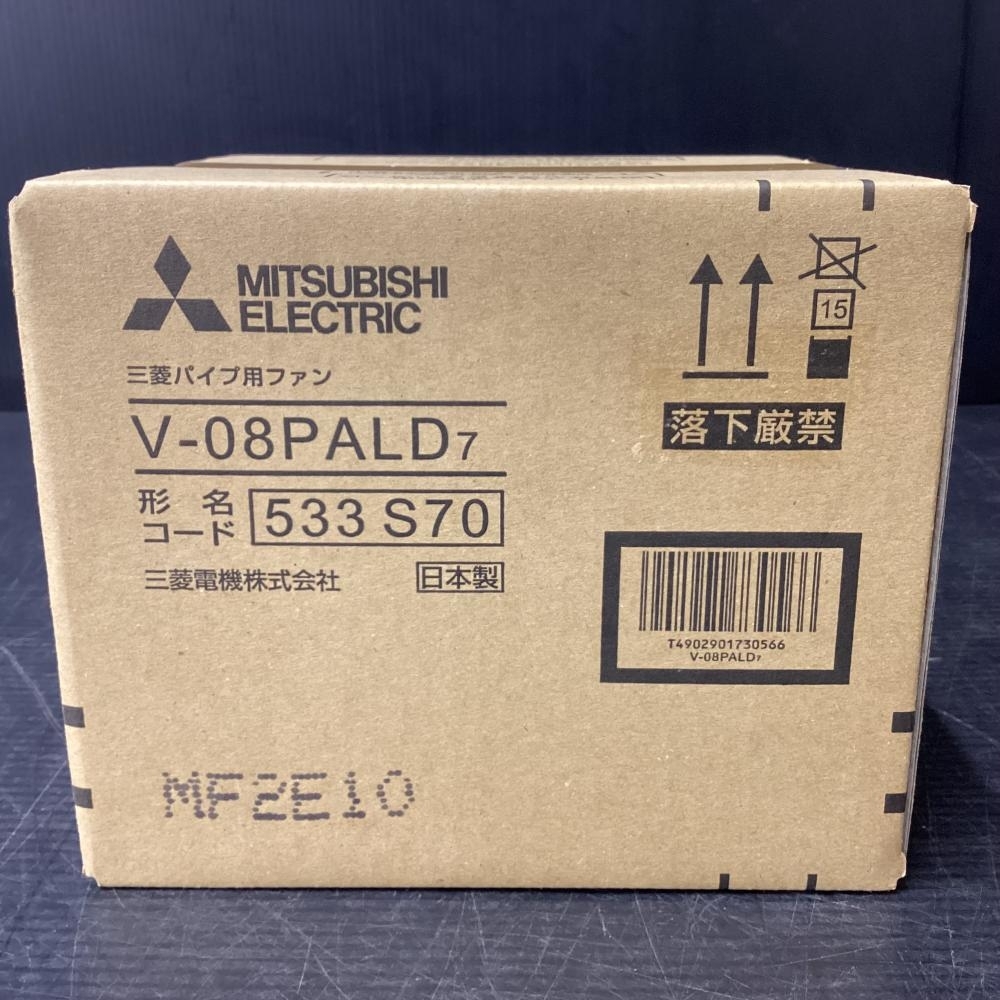 MITSUBISHI
ELECTRIC
三菱パイプ用ファン
V-08PALD7
形名
コード
533 S70
三菱電機株式会社
日本製
15
落下厳禁
T4902901730566
V-08PALD7
MF2E10